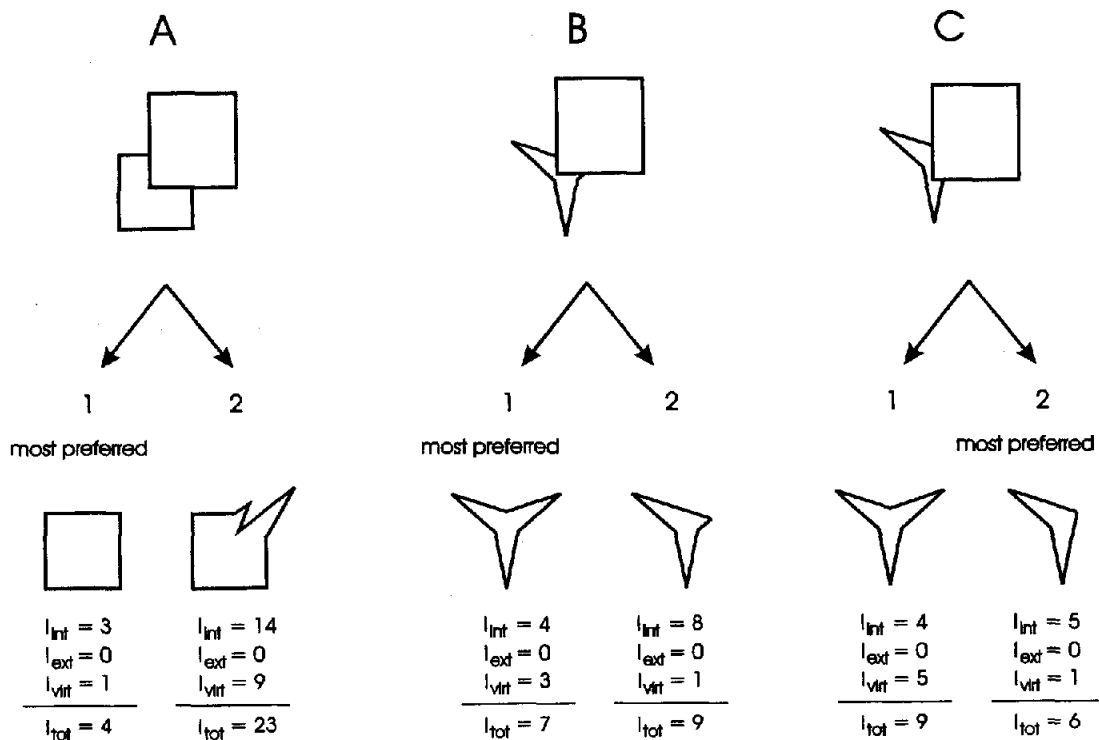 A B C
1 2 1 2 1 2
most preferred most preferred most preferred
I_int = 3 I_int = 14 I_int = 4 I_int = 8 I_int = 4 I_int = 5
I_ext = 0 I_ext = 0 I_ext = 0 I_ext = 0 I_ext = 0 I_ext = 0
I_virt = 1 I_virt = 9 I_virt = 3 I_virt = 1 I_virt = 5 I_virt = 1
I_tot = 4 I_tot = 23 I_tot = 7 I_tot = 9 I_tot = 9 I_tot = 6